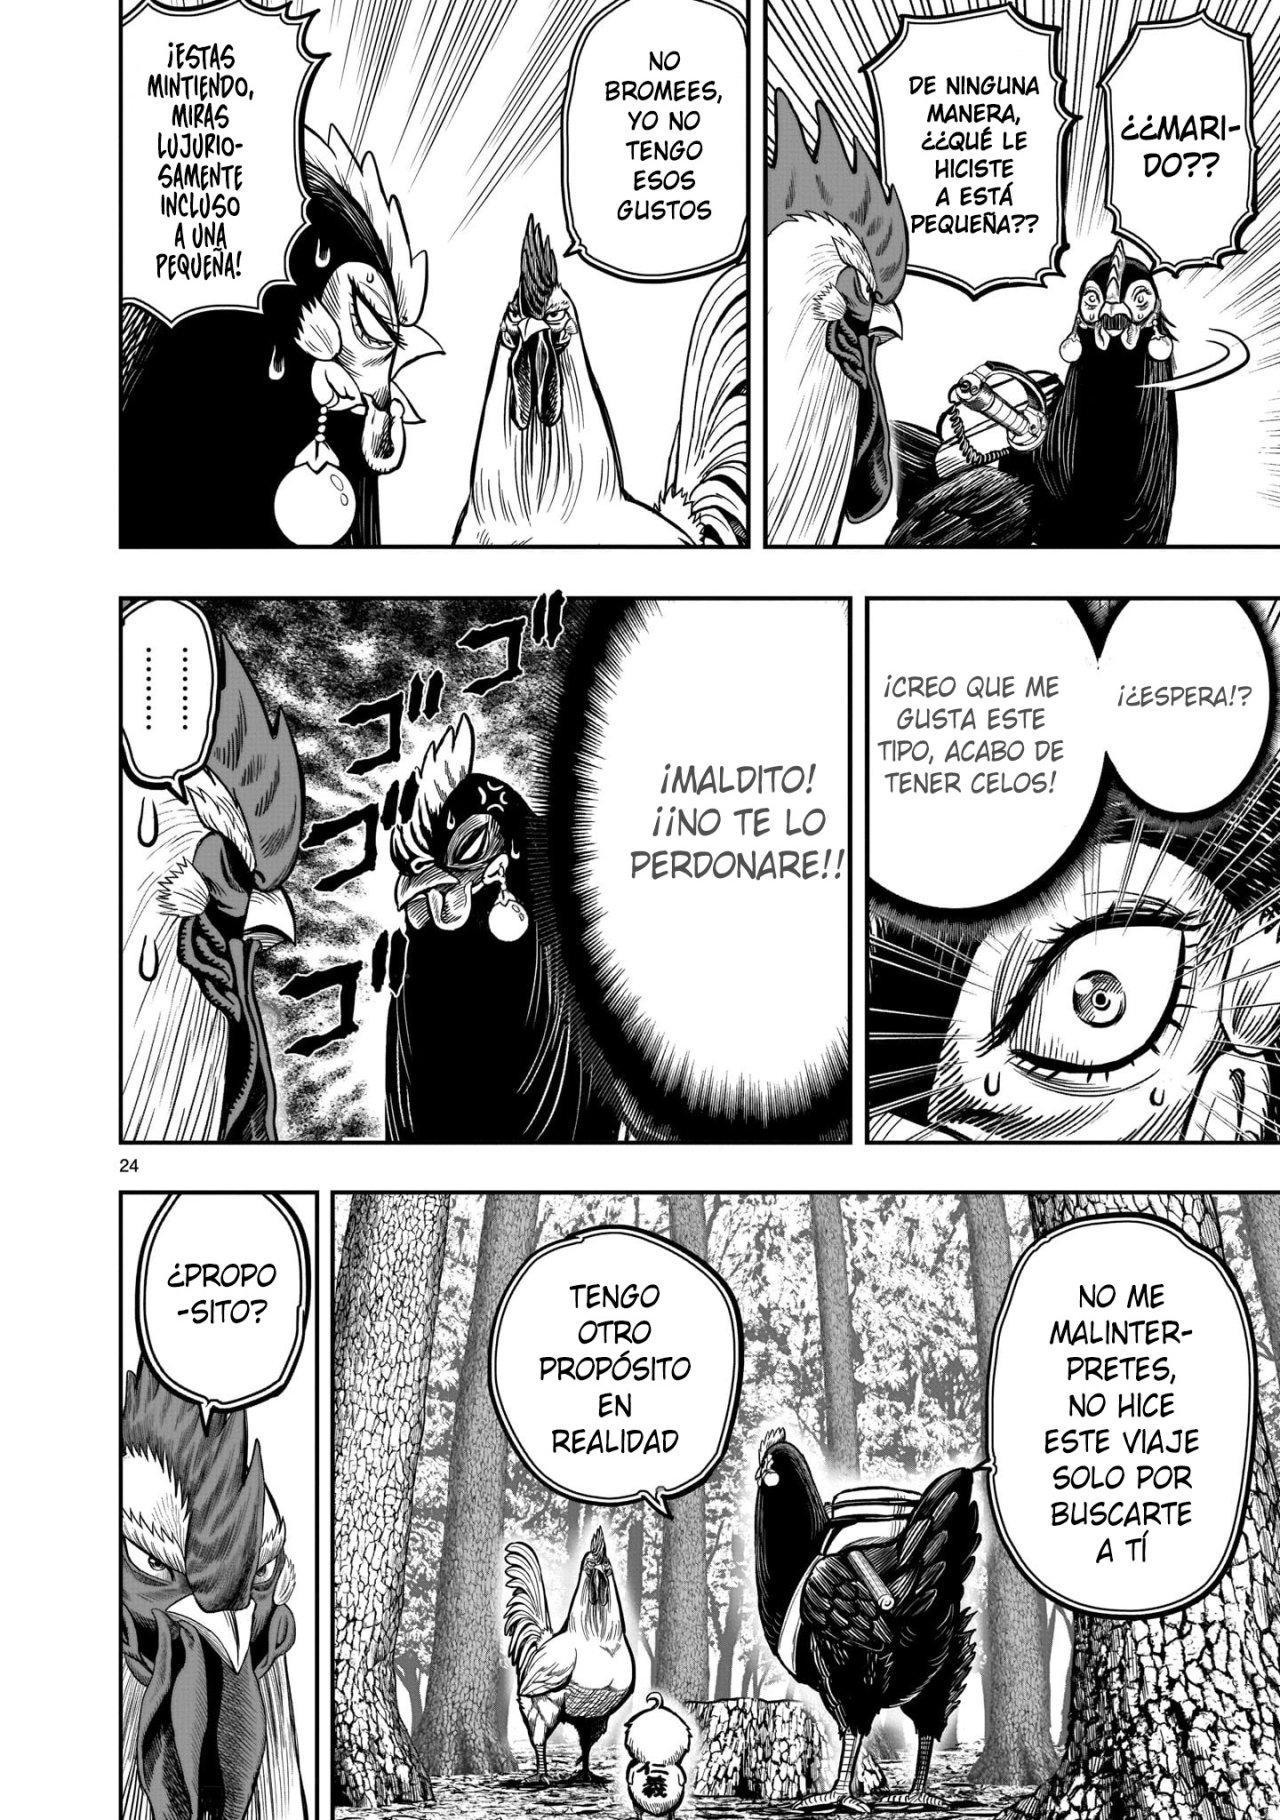 ¿¿MARI-
DO??
DE NINGUNA
MANERA,
¿¿QUÉ LE
HICISTE
A ESTÁ
PEQUEÑA??
NO
BROMEES,
YO NO
TENGO
ESOS
GUSTOS
¡ESTAS
MINTIENDO,
MIRAS
LUJURIO-
SAMENTE
INCLUSO
A UNA
PEQUEÑA!
¡¿ESPERA!?
¡CREO QUE ME
GUSTA ESTE
TIPO, ACABO DE
TENER CELOS!
¡MALDITO!
¡¡NO TE LO
PERDONARE!!
ゴゴゴ
ゴゴ
24
NO ME
MALINTER-
PRETES,
NO HICE
ESTE VIAJE
SOLO POR
BUSCARTE
A TÍ
TENGO
OTRO
PROPÓSITO
EN
REALIDAD
仁義
¿PROPO
-SITO?